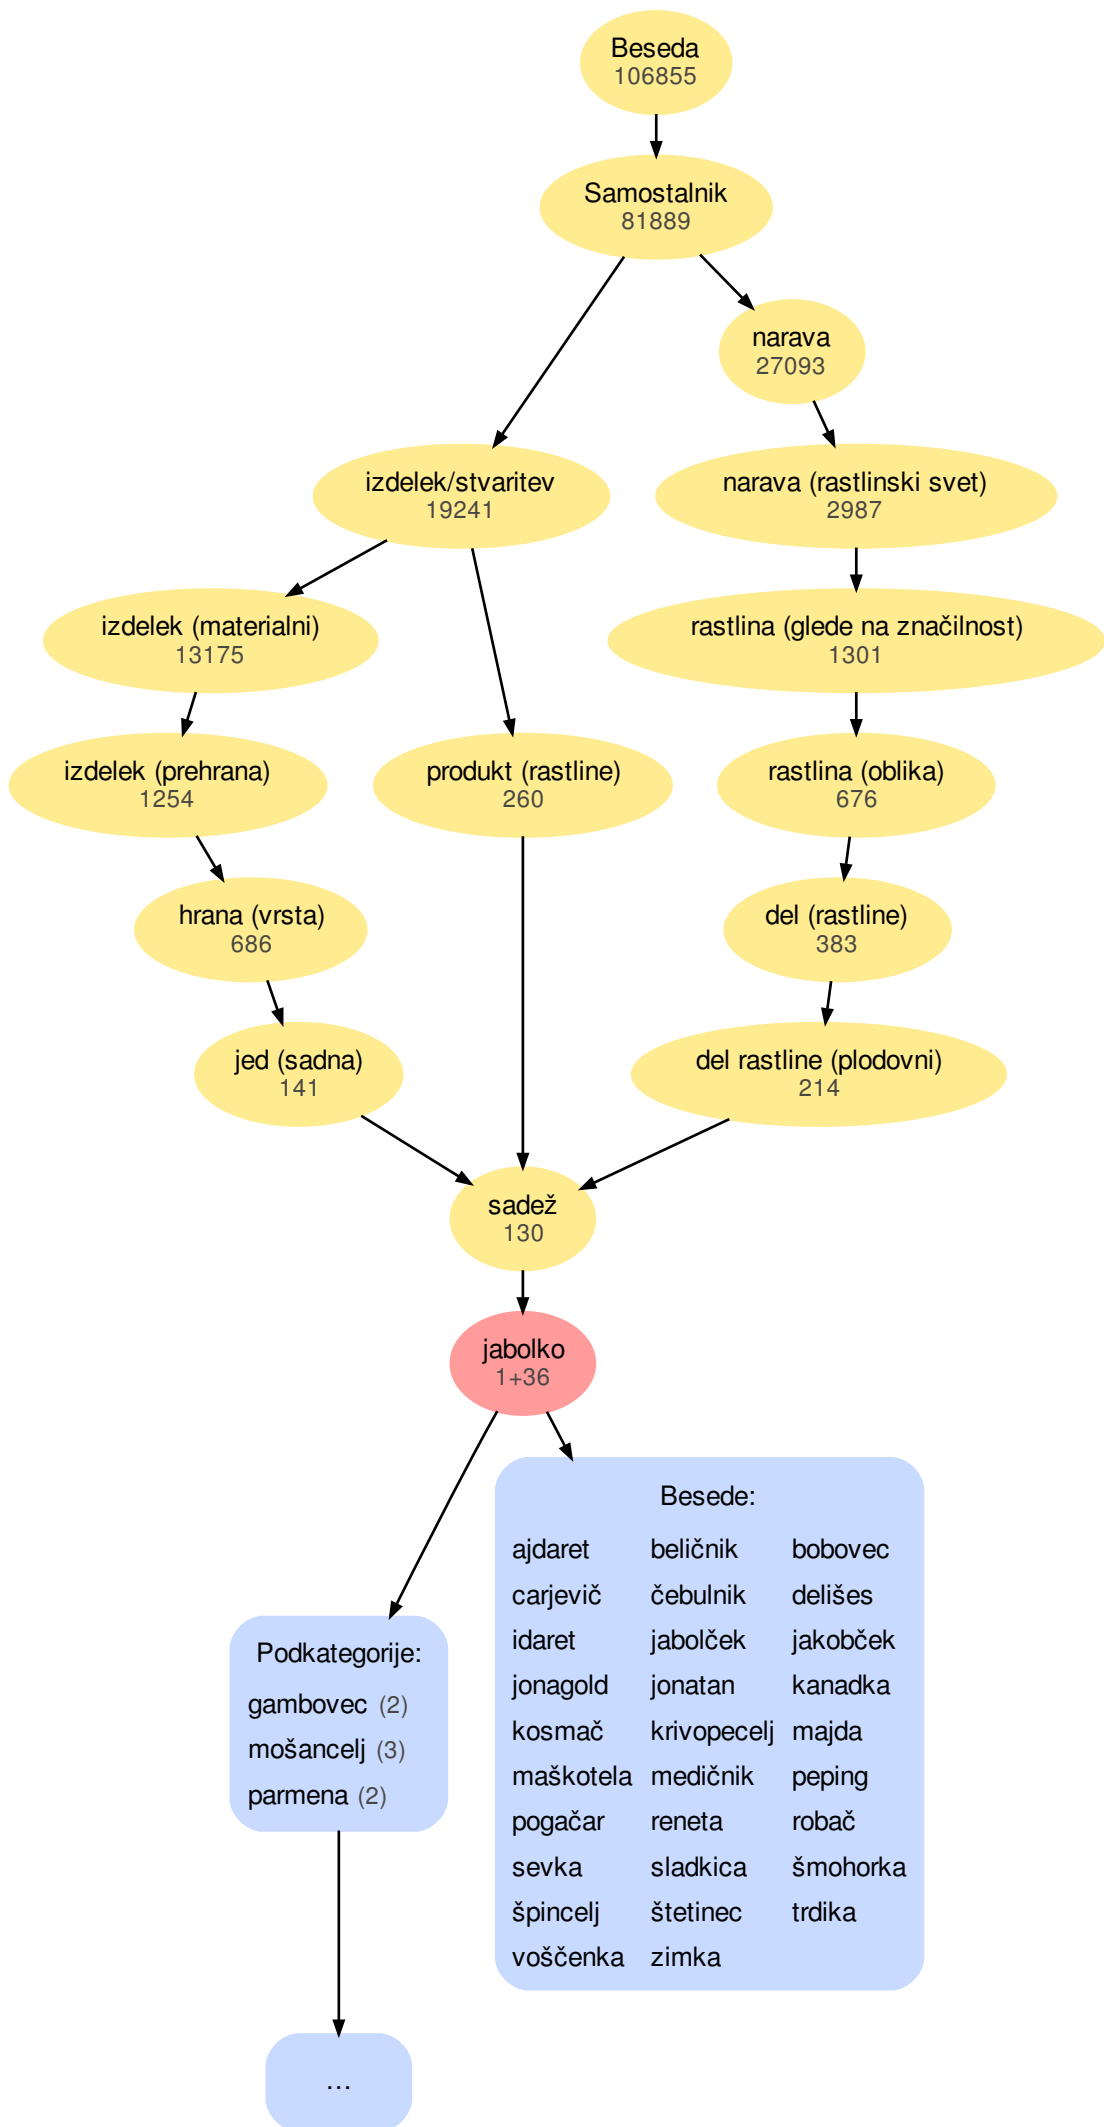 Beseda
106855
Samostalnik
81889
narava
27093
izdelek/stvaritev
19241
narava (rastlinski svet)
2987
izdelek (materialni)
13175
rastlina (glede na značilnost)
1301
izdelek (prehrana)
1254
produkt (rastline)
260
rastlina (oblika)
676
hrana (vrsta)
686
del (rastline)
383
jed (sadna)
141
del rastline (plodovni)
214
sadež
130
jabolko
1+36
Besede:
ajdaret beličnik bobovec
carjevič čebulnik delišes
idaret jabolček jakobček
jonagold jonatan kanadka
kosmač krivopecelj majda
maškotela medičnik peping
pogačar reneta robač
sevka sladkica šmohorka
špincelj štetinec trdika
voščenka zimka
Podkategorije:
gambovec (2)
mošancelj (3)
parmena (2)
...